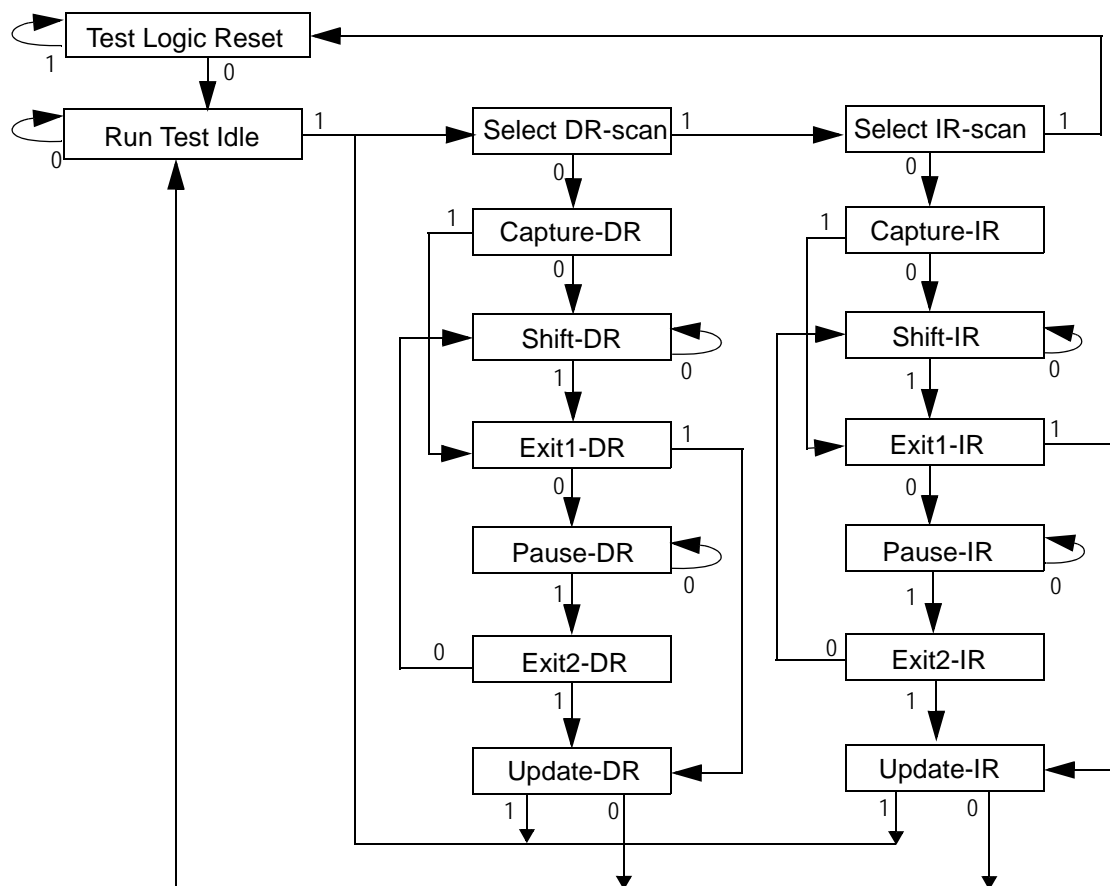 Test Logic Reset
1
0
Run Test Idle
1
0
Select DR-scan
1
0
Select IR-scan
1
0
Capture-DR
1
0
Capture-IR
1
0
Shift-DR
0
1
Shift-IR
0
1
Exit1-DR
1
0
Exit1-IR
1
0
Pause-DR
0
1
Pause-IR
0
1
Exit2-DR
0
1
Exit2-IR
0
1
Update-DR
1
0
Update-IR
1
0